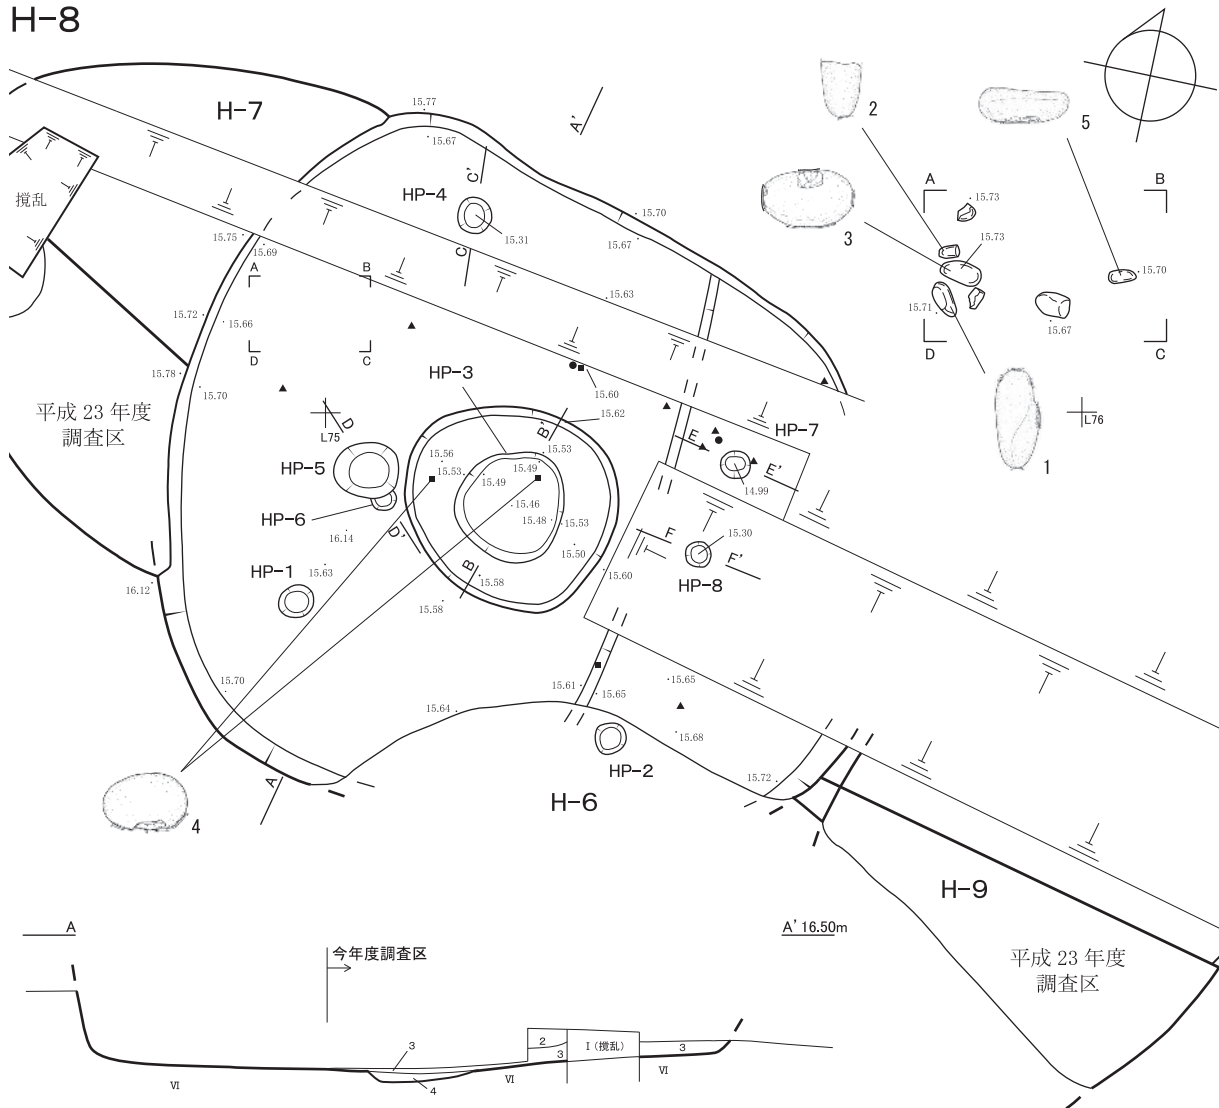 H-8
H-7
15.77
15.67
A'
2
5
3
C'
HP-4
15.31
C
15.70
15.67
15.63
A
B
15.73
15.73
15.70
15.71
15.67
D
C
撹乱
15.75
15.69
A
B
15.72
15.66
D
C
15.78
15.70
HP-3
15.60
15.62
平成 23 年度
調査区
L75
D
B'
E
HP-7
L76
1
15.56
15.53
HP-5
15.53
15.49
15.49
E'
14.99
HP-6
15.46
15.48
15.53
F
15.30
16.14
D'
15.50
F'
HP-1
15.63
B
15.58
15.60
HP-8
16.12
15.58
15.70
15.61
15.65
15.65
15.64
15.68
A
HP-2
15.72
4
H-6
H-9
平成 23 年度
調査区
A
A' 16.50m
今年度調査区
3
2
3
I (撹乱)
3
VI
4
VI
VI